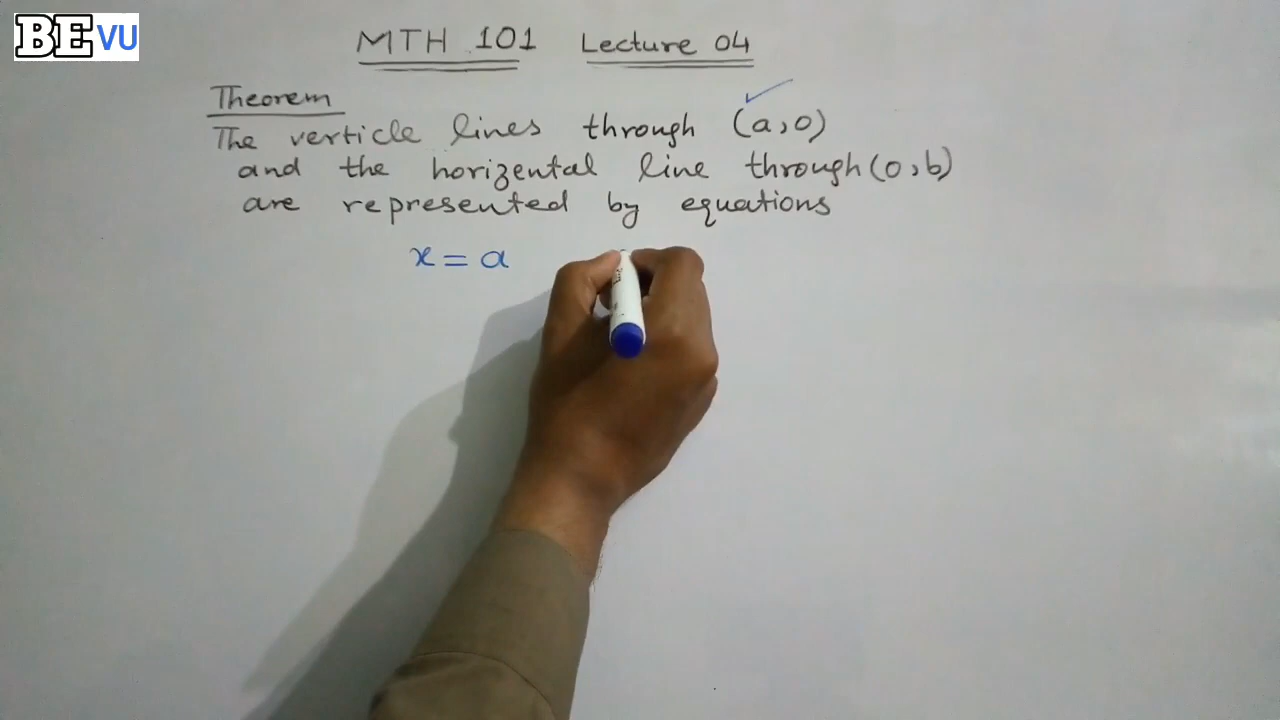 BEVU
MTH 101 Lecture 04
Theorem
The verticle lines through (a,0)
and the horizental line through (0,b)
are represented by equations
x = a